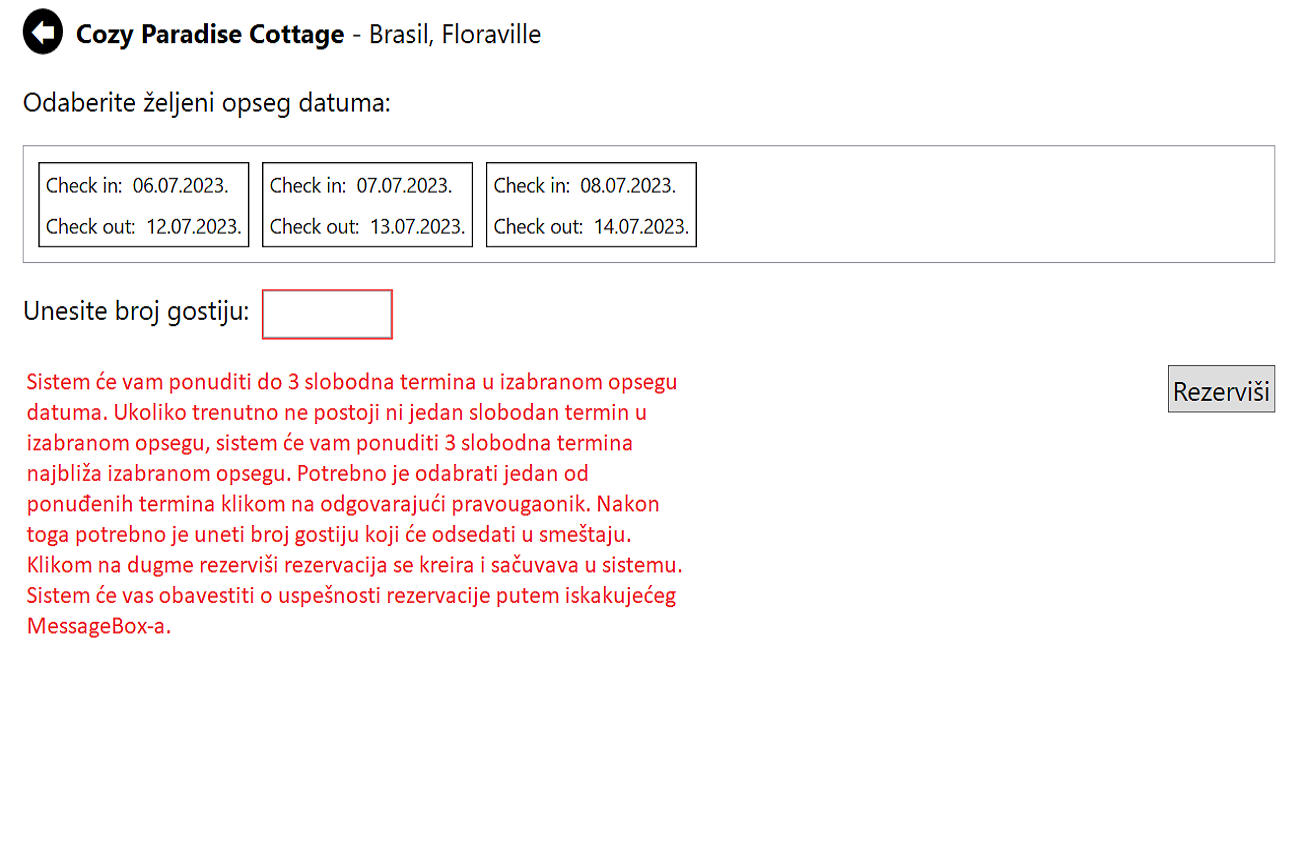 Cozy Paradise Cottage - Brasil, Floraville
Odaberite željeni opseg datuma:
Check in: 06.07.2023.
Check out: 12.07.2023.
Check in: 07.07.2023.
Check out: 13.07.2023.
Check in: 08.07.2023.
Check out: 14.07.2023.
Unesite broj gostiju:
Sistem će vam ponuditi do 3 slobodna termina u izabranom opsegu
datuma. Ukoliko trenutno ne postoji ni jedan slobodan termin u
izabranom opsegu, sistem će vam ponuditi 3 slobodna termina
najbliža izabranom opsegu. Potrebno je odabrati jedan od
ponuđenih termina klikom na odgovarajući pravougaonik. Nakon
toga potrebno je uneti broj gostiju koji će odsedati u smeštaju.
Klikom na dugme rezerviši rezervacija se kreira i sačuvava u sistemu.
Sistem će vas obavestiti o uspešnosti rezervacije putem iskakujećeg
MessageBox-a.
Rezerviši